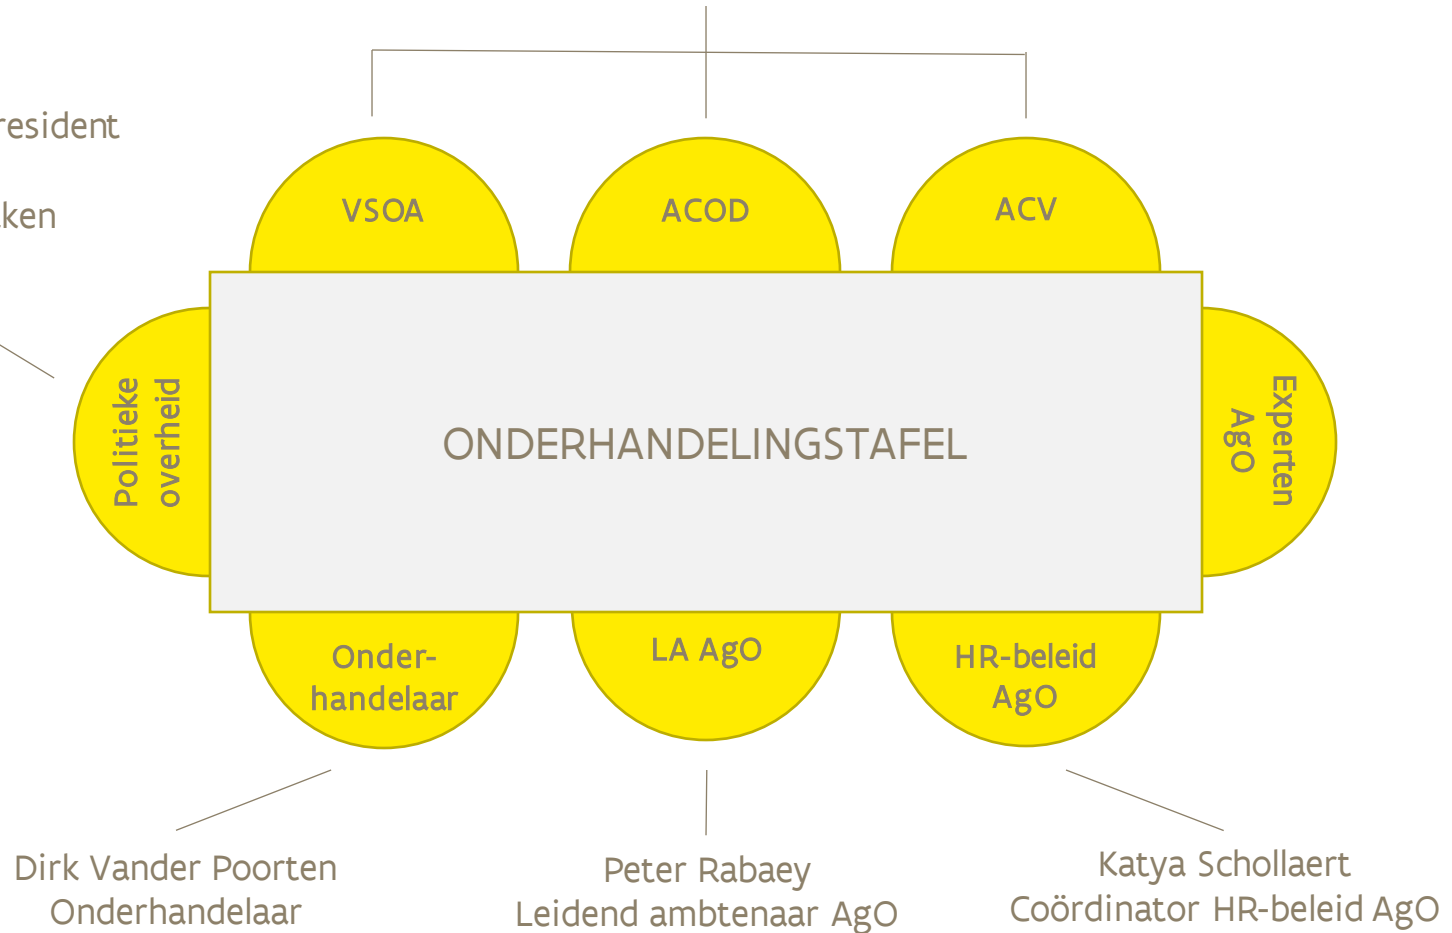 resident
ken
VSOA
ACOD
ACV
Politieke
overheid
ONDERHANDELINGSTAFEL
Experten
AgO
Onder-
handelaar
LA AgO
HR-beleid
AgO
Dirk Vander Poorten
Onderhandelaar
Peter Rabaey
Leidend ambtenaar AgO
Katya Schollaert
Coördinator HR-beleid AgO